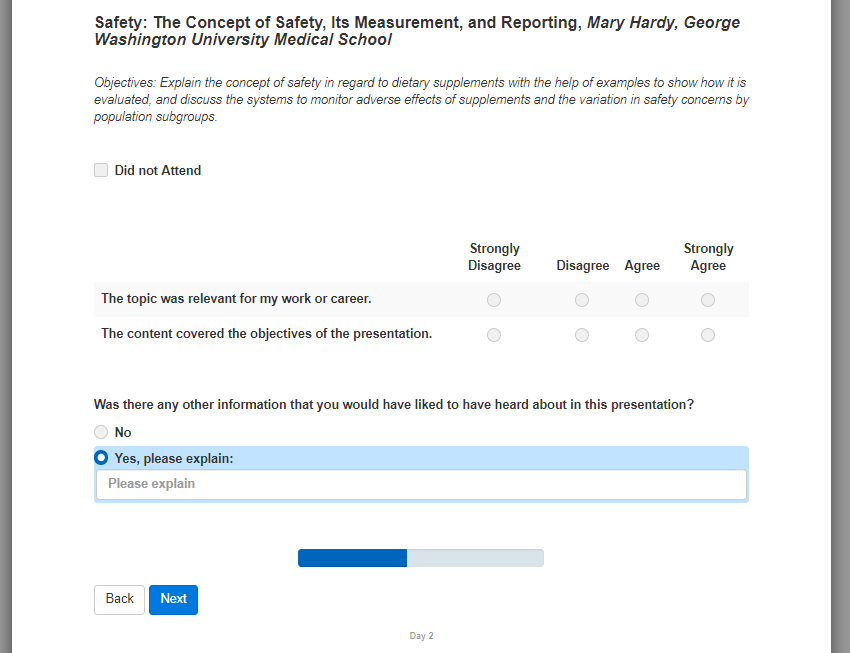 Safety: The Concept of Safety, Its Measurement, and Reporting, Mary Hardy, George
Washington University Medical School
Objectives: Explain the concept of safety in regard to dietary supplements with the help of examples to show how it is
evaluated, and discuss the systems to monitor adverse effects of supplements and the variation in safety concerns by
population subgroups.
Did not Attend
Strongly Disagree
Disagree
Agree
Strongly Agree
The topic was relevant for my work or career.
The content covered the objectives of the presentation.
Was there any other information that you would have liked to have heard about in this presentation?
No
Yes, please explain:
Please explain
Back
Next
Day 2